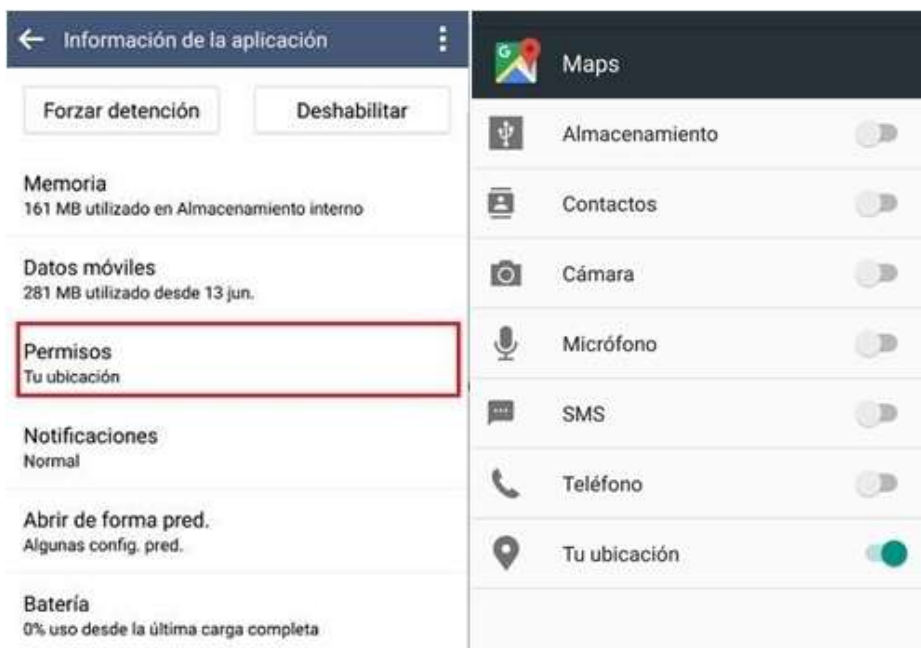 Información de la aplicación
Forzar detención
Deshabilitar
Memoria
161 MB utilizado en Almacenamiento interno
Datos móviles
281 MB utilizado desde 13 jun.
Permisos
Tu ubicación
Notificaciones
Normal
Abrir de forma pred.
Algunas config. pred.
Batería
0% uso desde la última carga completa
G
Maps
Almacenamiento
Contactos
Cámara
Micrófono
SMS
Teléfono
Tu ubicación